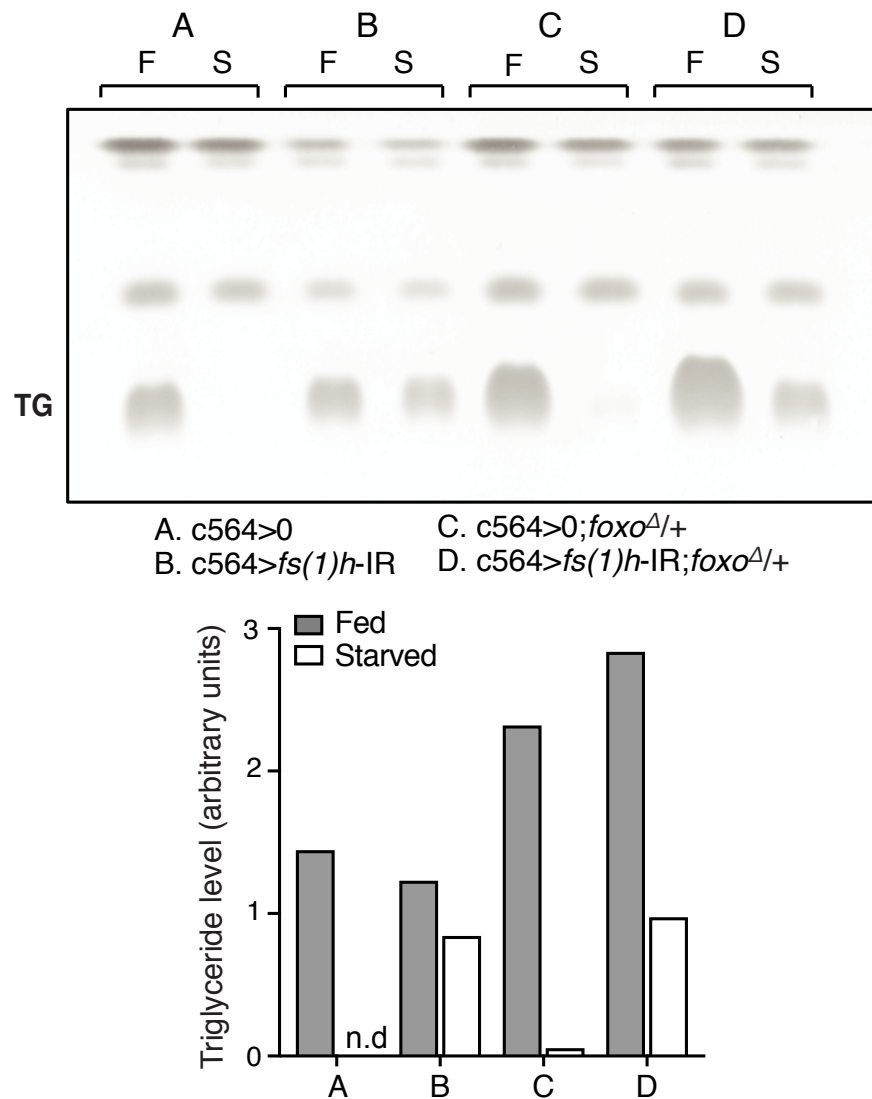 A B C D
F S F S F S F S
TG
A. c564>0 C. c564>0;foxoΔ/+
B. c564>fs(1)h-IR D. c564>fs(1)h-IR;foxoΔ/+
Triglyceride level (arbitrary units)
3
Fed
Starved
2
1
n.d
0
A B C D